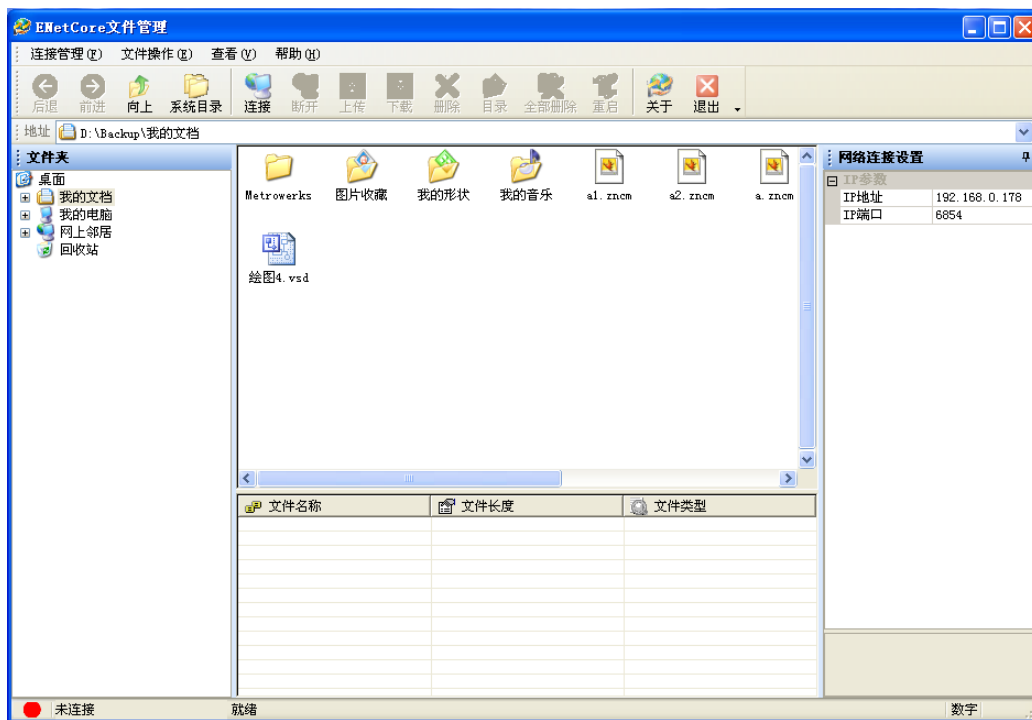 ENetCore文件管理
连接管理(F) 文件操作(E) 查看(V) 帮助(H)
后退 前进 向上 系统目录 连接 断开 上传 下载 删除 目录 全部删除 重启 关于 退出
地址 D:\Backup\我的文档
文件夹
桌面
我的文档
我的电脑
网上邻居
回收站
Metrowerks 图片收藏 我的形状 我的音乐 a1.zncm a2.zncm a.zncm
绘图4.vsd
文件名称 文件长度 文件类型
网络连接设置
IP参数
IP地址 192.168.0.178
IP端口 6854
未连接 就绪 数字